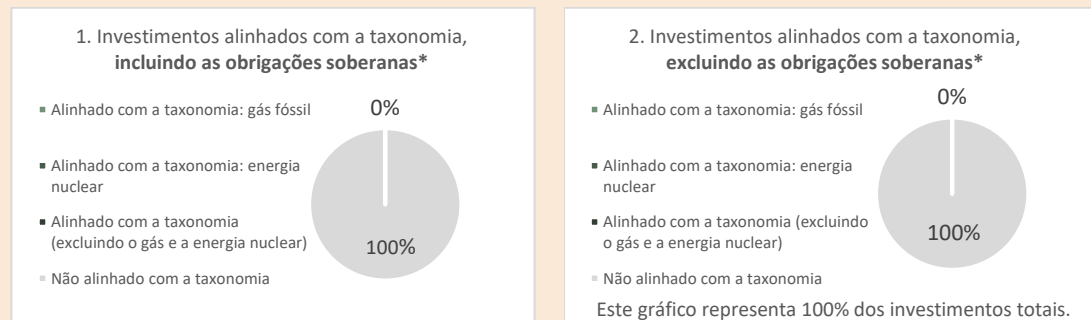 1. Investimentos alinhados com a taxonomia,
incluindo as obrigações soberanas*
Alinhado com a taxonomia: gás fóssil
Alinhado com a taxonomia: energia
nuclear
Alinhado com a taxonomia
(excluindo o gás e a energia nuclear)
Não alinhado com a taxonomia
0%
100%
2. Investimentos alinhados com a taxonomia,
excluindo as obrigações soberanas*
Alinhado com a taxonomia: gás fóssil
Alinhado com a taxonomia: energia
nuclear
Alinhado com a taxonomia (excluindo
o gás e a energia nuclear)
Não alinhado com a taxonomia
0%
100%
Este gráfico representa 100% dos investimentos totais.